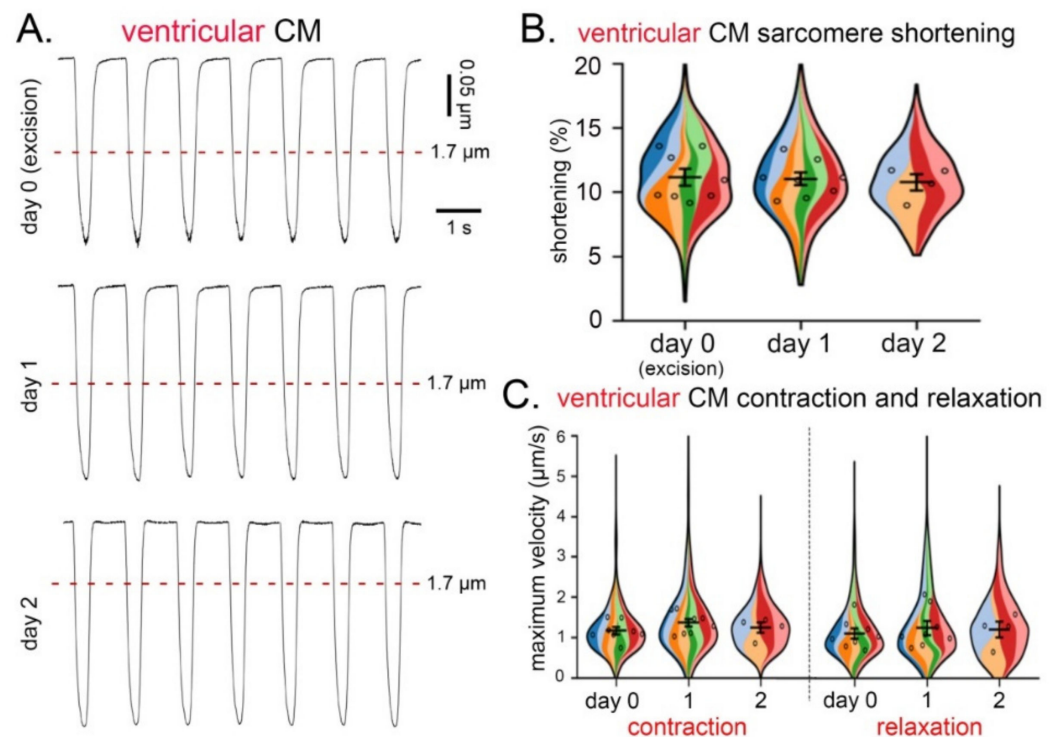 A.
ventricular CM
day 0 (excision)
0.05 µm
1.7 µm
1 s
day 1
1.7 µm
day 2
1.7 µm
B. ventricular CM sarcomere shortening
shortening (%)
20
15
10
5
0
day 0
(excision)
day 1
day 2
C. ventricular CM contraction and relaxation
maximum velocity (µm/s)
6
5
4
3
2
1
0
day 0 1 2 day 0 1 2
contraction relaxation